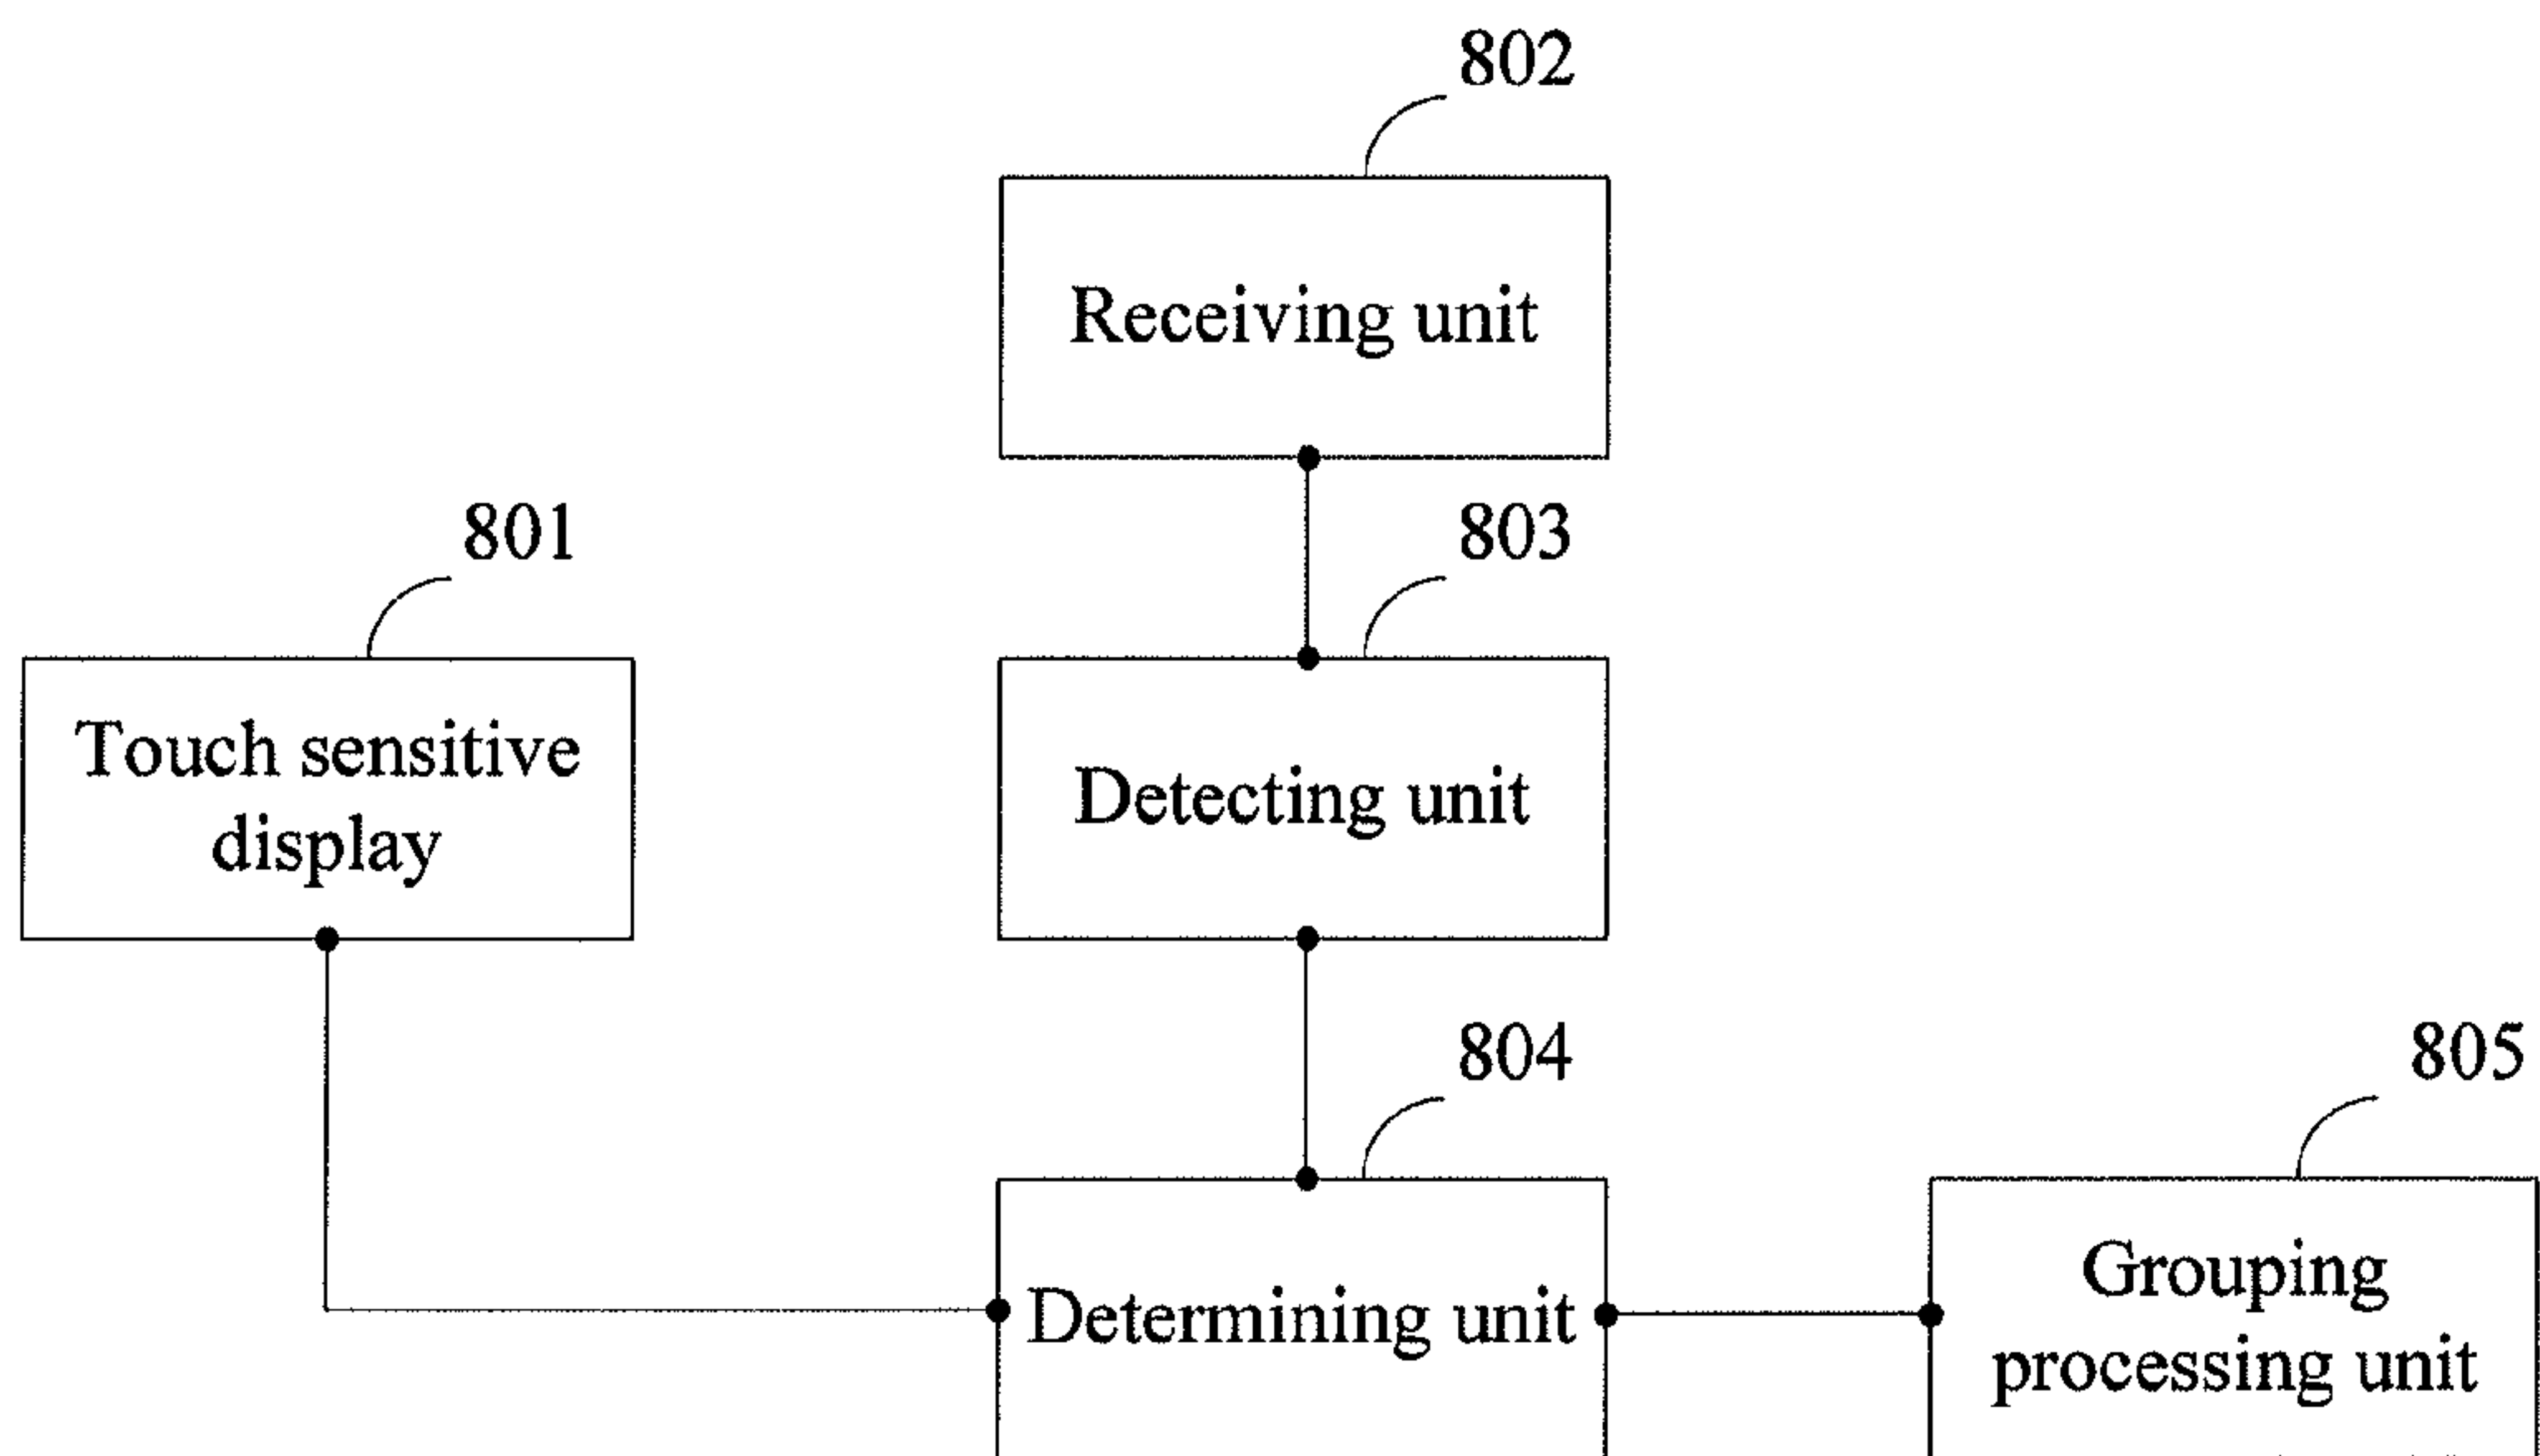 802
Receiving unit
801
803
Touch sensitive
display
Detecting unit
804
805
Determining unit
Grouping
processing unit